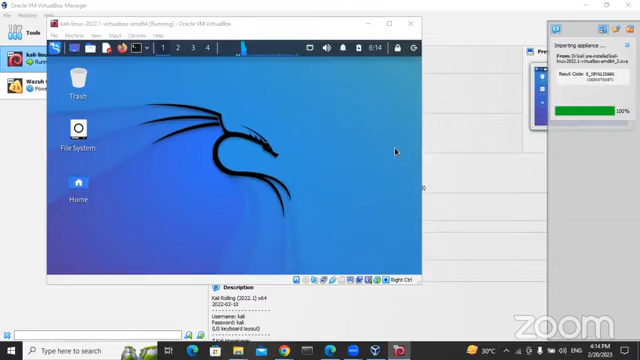 Oracle VM VirtualBox Manager
File Machine Help
kali-linux-2022.1-virtualbox-amd64 [Running] - Oracle VM VirtualBox
File Machine View Input Devices Help
Tools
1 2 3 4
6:14
Importing appliance ...
100%
Trash
File System
Home
Right Ctrl
Description
Kali Rolling (2022.1) x64
2022-02-10
Username: kali
Password: kali
(US keyboard layout)
zoom
Type here to search
30°C
4:14 PM
2/20/2023